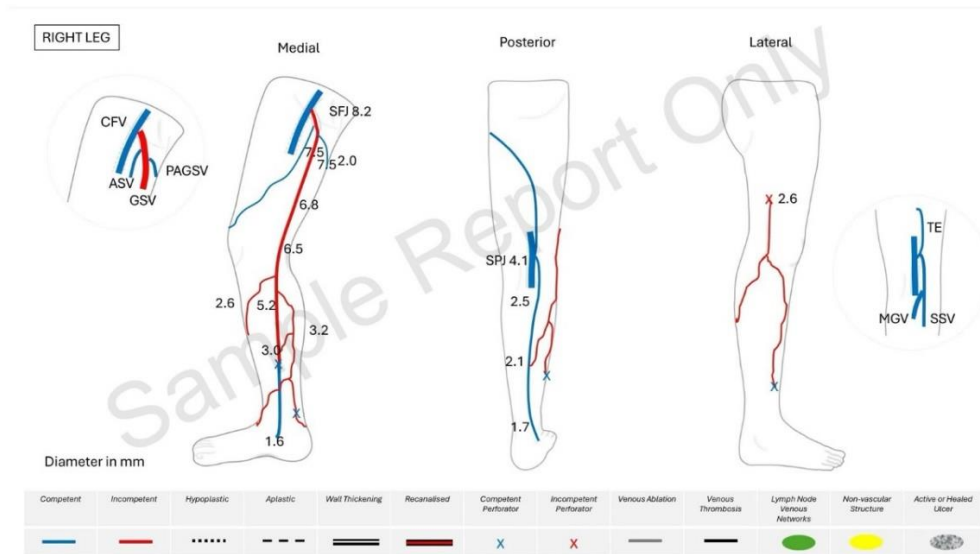 RIGHT LEG
Medial
Posterior
Lateral
CFV
ASV
GSV
PAGSV
SFJ 8.2
7.5
7.5
2.0
6.8
6.5
2.6
5.2
3.2
3.0
1.6
SPJ 4.1
2.5
2.1
X
1.7
X 2.6
X
TE
MGV
SSV
X
X
Sample Report Only
Diameter in mm
Competent
Incompetent
Hypoplastic
Aplastic
Wall Thickening
Recanalised
Competent Perforator
Incompetent Perforator
Venous Ablation
Venous Thrombosis
Lymph Node Venous Networks
Non-vascular Structure
Active or Healed Ulcer
X
X